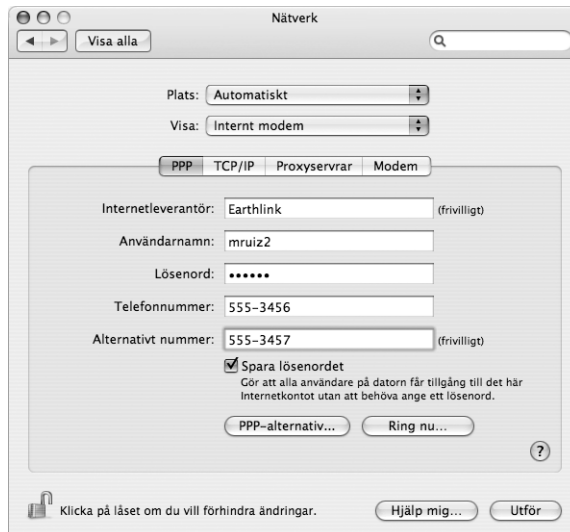 Nätverk
Visa alla
Plats: Automatiskt
Visa: Internt modem
PPP TCP/IP Proxyservrar Modem
Internetleverantör: Earthlink (frivilligt)
Användarnamn: mruiz2
Lösenord: ••••••
Telefonnummer: 555-3456
Alternativt nummer: 555-3457 (frivilligt)
Spara lösenordet
Gör att alla användare på datorn får tillgång till det här
Internetkontot utan att behöva ange ett lösenord.
PPP-alternativ... Ring nu...
?
Klicka på låset om du vill förhindra ändringar. Hjälp mig... Utför